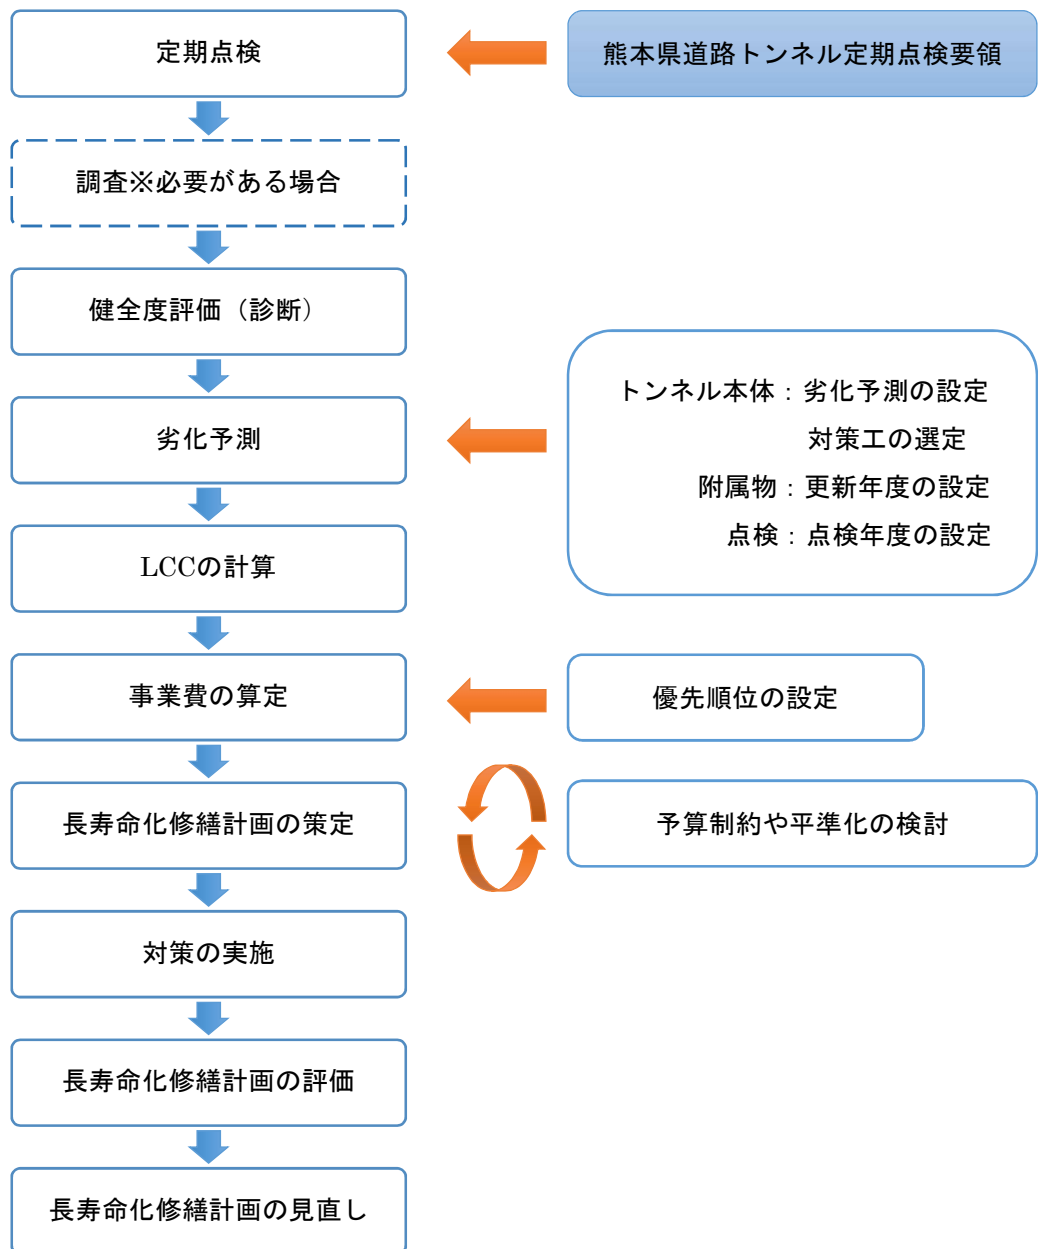 定期点検
熊本県道路トンネル定期点検要領
調査※必要がある場合
健全度評価（診断）
劣化予測
トンネル本体：劣化予測の設定
対策工の選定
附属物：更新年度の設定
点検：点検年度の設定
LCCの計算
事業費の算定
優先順位の設定
長寿命化修繕計画の策定
予算制約や平準化の検討
対策の実施
長寿命化修繕計画の評価
長寿命化修繕計画の見直し